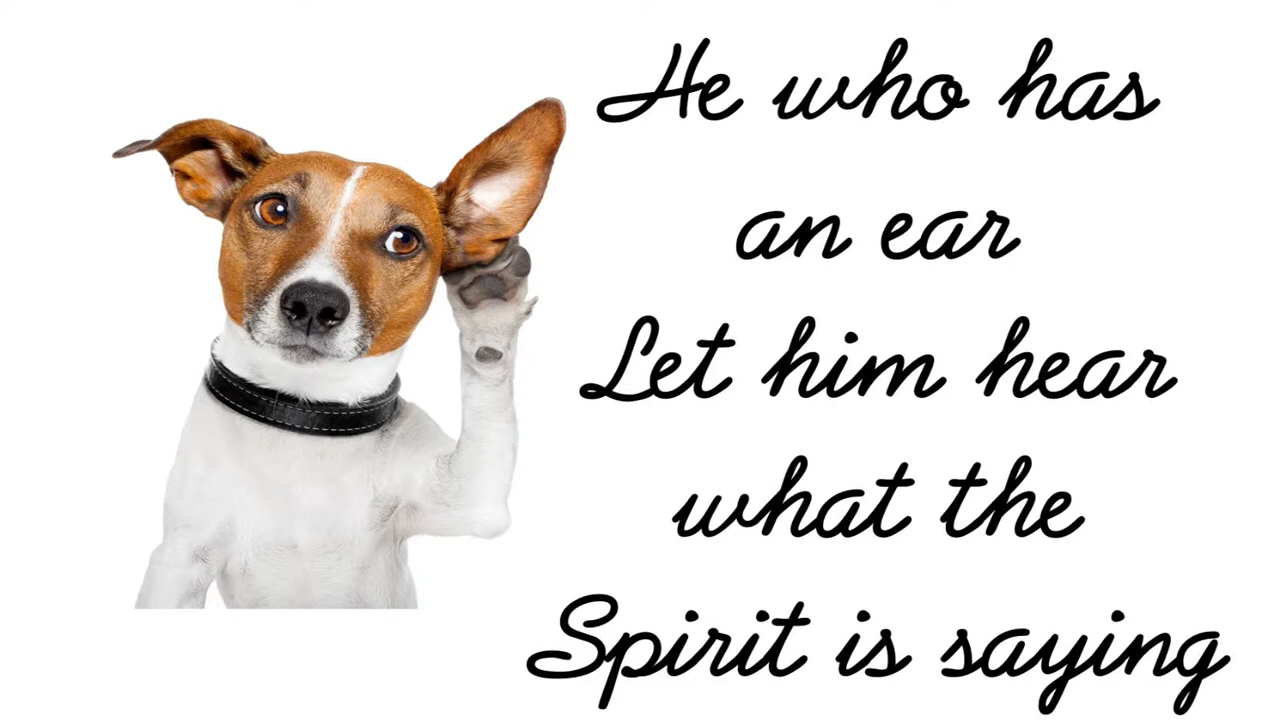 He who has
an ear
Let him hear
what the
Spirit is saying